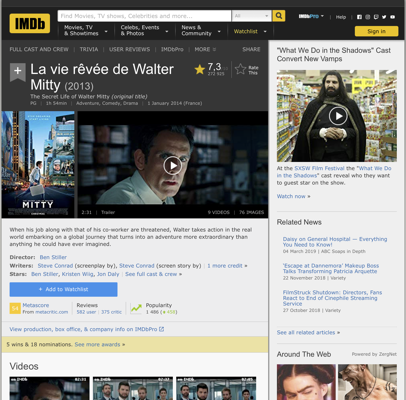 IMDb
Find Movies, TV shows, Celebrities and more...
All
IMDbPro
Help
Movies, TV
& Showtimes
Celebs, Events
& Photos
News &
Community
Watchlist
Sign in
FULL CAST AND CREW | TRIVIA | USER REVIEWS | IMDbPro | MORE
SHARE
La vie rêvée de Walter
Mitty (2013)
The Secret Life of Walter Mitty (original title)
PG | 1h 54min | Adventure, Comedy, Drama | 1 January 2014 (France)
7,3
Rate
This
MITTY
2:31 | Trailer
9 VIDEOS | 76 IMAGES
When his job along with that of his co-worker are threatened, Walter takes action in the real
world embarking on a global journey that turns into an adventure more extraordinary than
anything he could have ever imagined.
Director: Ben Stiller
Writers: Steve Conrad (screenplay by), Steve Conrad (screen story by) | 1 more credit »
Stars: Ben Stiller, Kristen Wiig, Jon Daly | See full cast & crew »
+ Add to Watchlist
Metascore
From metacritic.com
Reviews
582 user | 375 critic
Popularity
1 486
View production, box office, & company info on IMDbPro
5 wins & 18 nominations. See more awards »
Videos
"What We Do in the Shadows" Cast
Convert New Vamps
At the SXSW Film Festival the "What We Do
in the Shadows" cast reveal who they want
to guest star on the show.
Watch now »
Related News
Daisy on General Hospital — Everything
You Need to Know!
04 March 2019 | ABC Soaps In Depth
'Escape at Dannemora' Makeup Boss
Talks Transforming Patricia Arquette
22 November 2018 | Variety
FilmStruck Shutdown: Directors, Fans
React to End of Cinephile Streaming
Service
27 October 2018 | Variety
See all related articles »
Around The Web
Powered by ZergNet